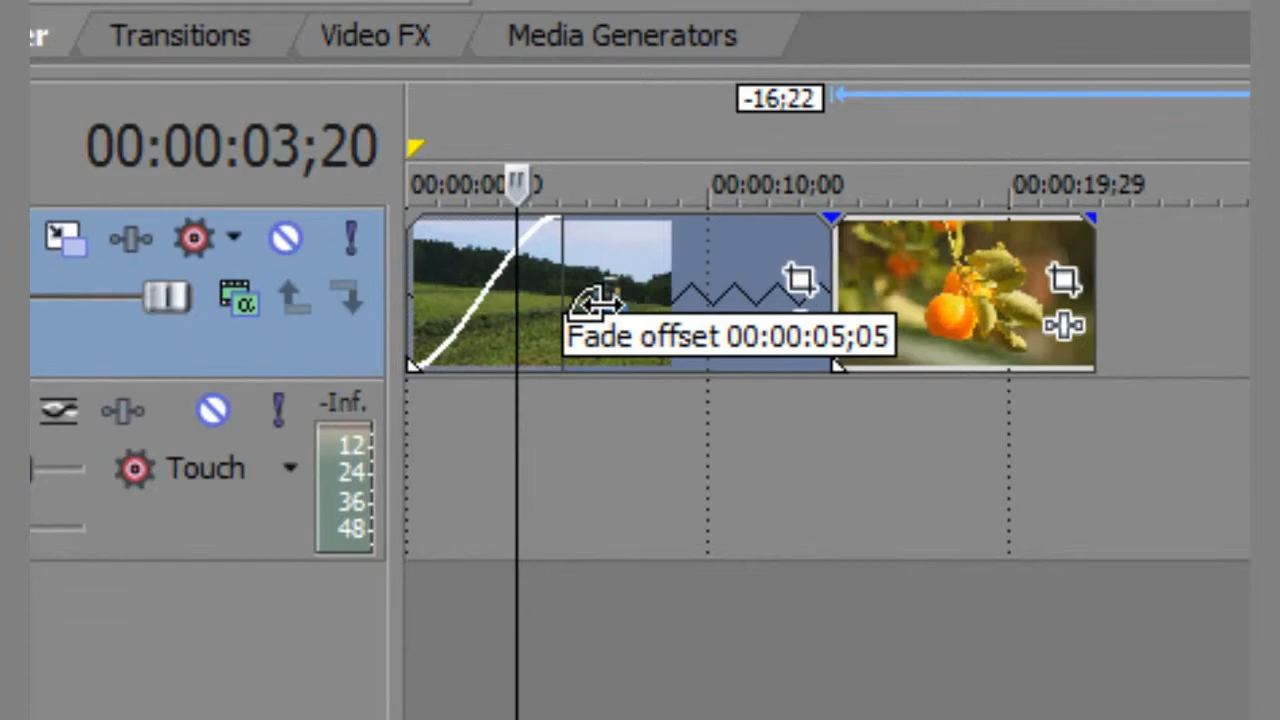 er Transitions Video FX Media Generators
-16;22
00:00:03;20
00:00:00 00:00:10;00 00:00:19;29
Fade offset 00:00:05;05
-Inf.
12
24
Touch
36
48